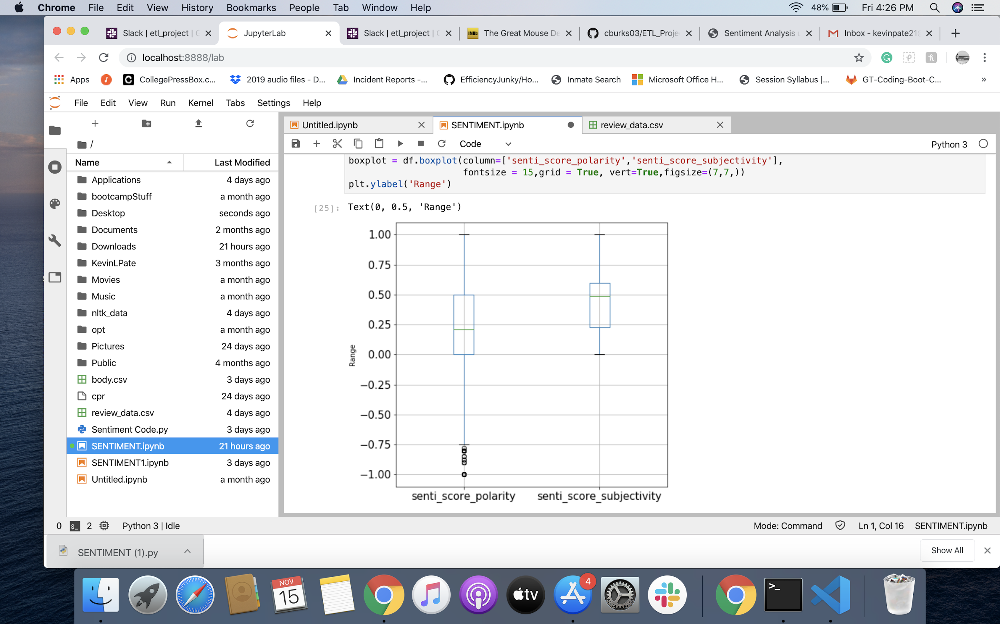 Chrome File Edit View History Bookmarks People Tab Window Help 48% Fri 4:26 PM
Slack | etl_project | JupyterLab Slack | etl_project | IMDb The Great Mouse De cburks03/ETL_Proje Sentiment Analysis Inbox - kevinpate21
localhost:8888/lab
Apps CollegePressBox.c... 2019 audio files - D... Incident Reports -... EfficiencyJunky/Ho... Inmate Search Microsoft Office H... Session Syllabus |... GT-Coding-Boot-C... »
File Edit View Run Kernel Tabs Settings Help
Untitled.ipynb SENTIMENT.ipynb review_data.csv
/
Code Python 3
Name Last Modified
Applications 4 days ago
bootcampStuff a month ago
Desktop seconds ago
Documents 2 months ago
Downloads 21 hours ago
KevinLPate 3 months ago
Movies a month ago
Music a month ago
nltk_data 4 days ago
opt a month ago
Pictures 24 days ago
Public 4 months ago
body.csv 3 days ago
cpr 24 days ago
review_data.csv 4 days ago
Sentiment Code.py 3 days ago
SENTIMENT.ipynb 21 hours ago
SENTIMENT1.ipynb 3 days ago
Untitled.ipynb a month ago
boxplot = df.boxplot(column=['senti_score_polarity','senti_score_subjectivity'],
fontsize = 15,grid = True, vert=True,figsize=(7,7,))
plt.ylabel('Range')
[25]: Text(0, 0.5, 'Range')
1.00
0.75
0.50
0.25
0.00
−0.25
−0.50
−0.75
−1.00
Range
senti_score_polarity senti_score_subjectivity
0 $_ 2 Python 3 | Idle Mode: Command Ln 1, Col 16 SENTIMENT.ipynb
SENTIMENT (1).py Show All
NOV
15
tv
4
>_